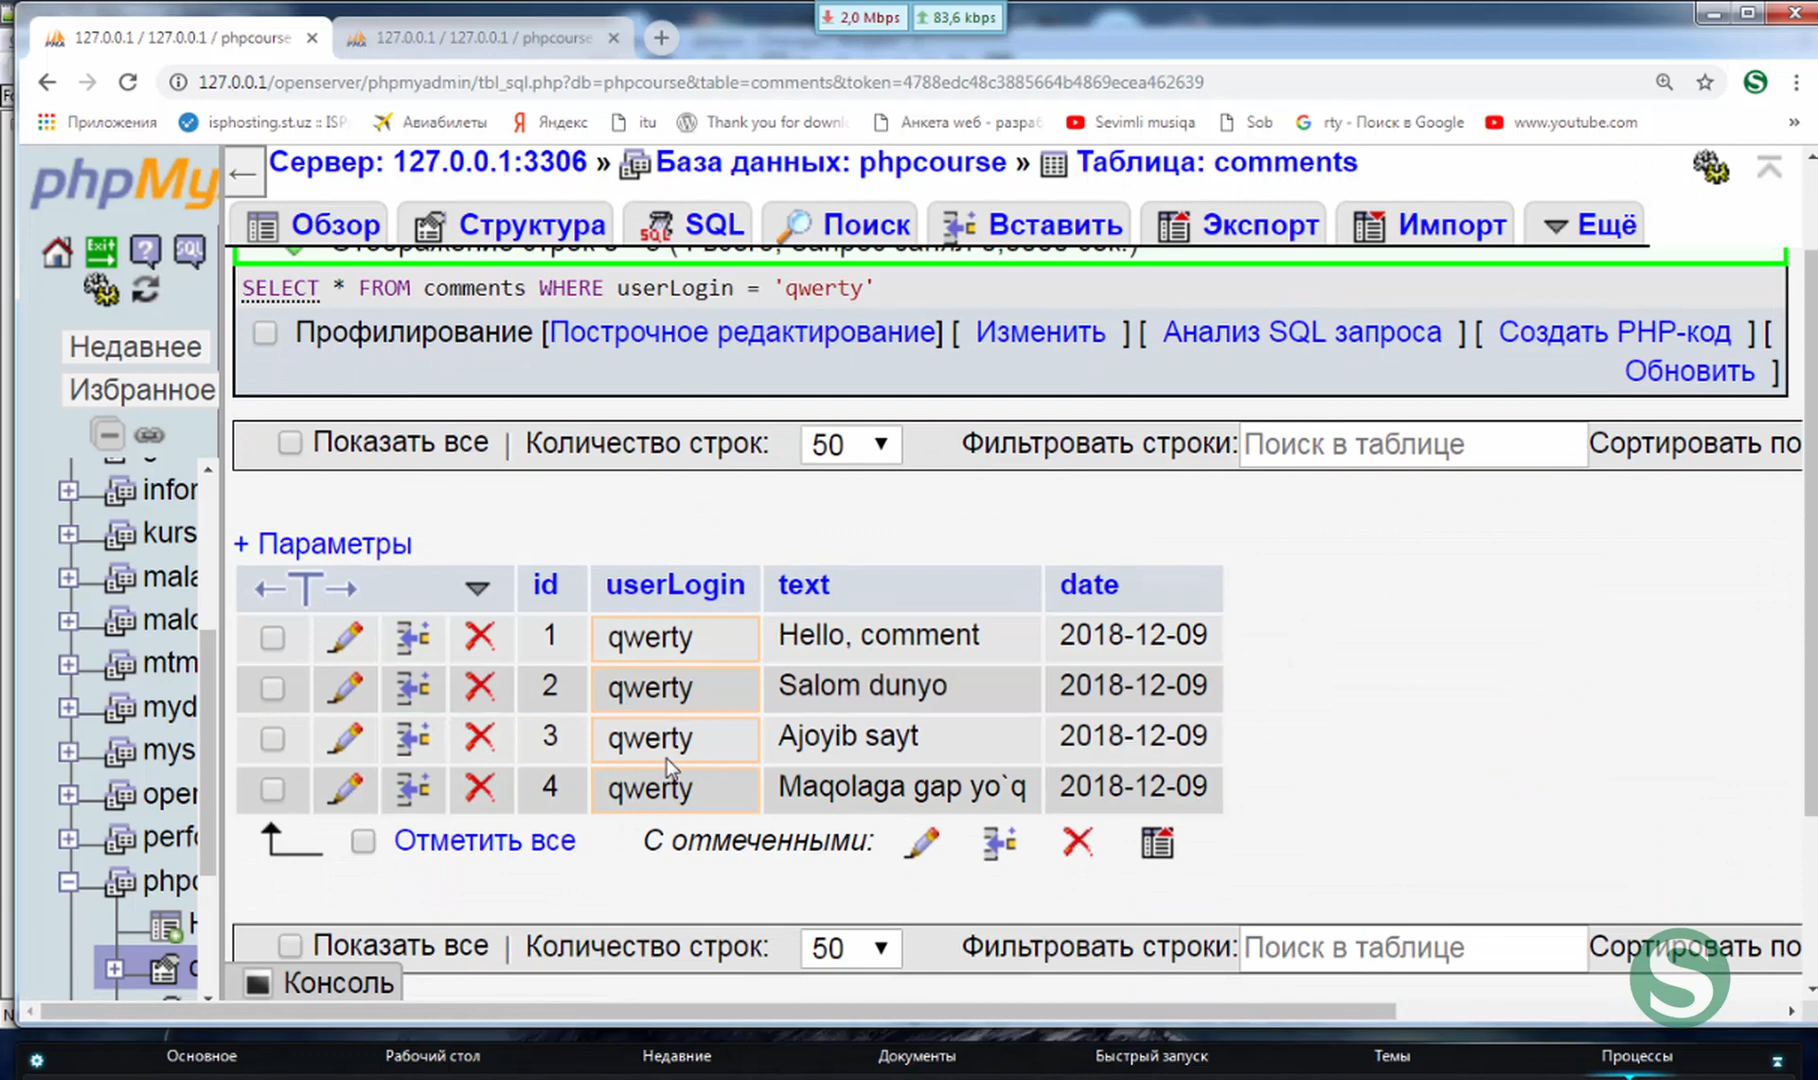 2,0 Mbps 83,6 kbps
127.0.0.1 / 127.0.0.1 / phpcourse 127.0.0.1 / 127.0.0.1 / phpcourse
127.0.0.1/openserver/phpmyadmin/tbl_sql.php?db=phpcourse&table=comments&token=4788edc48c3885664b4869ecea462639
Приложения isphosting.st.uz :: ISP Авиабилеты Яндекс itu Thank you for downl Анкета web - разраб Sevimli musiqa Sob rty - Поиск в Google www.youtube.com »
phpMy
← Сервер: 127.0.0.1:3306 » База данных: phpcourse » Таблица: comments
Обзор Структура SQL Поиск Вставить Экспорт Импорт Ещё
Exit ? SQL
SELECT * FROM comments WHERE userLogin = 'qwerty'
Профилирование [Построчное редактирование] [ Изменить ] [ Анализ SQL запроса ] [ Создать PHP-код ] [
Обновить ]
Недавнее
Избранное
Показать все | Количество строк: 50 Фильтровать строки: Поиск в таблице Сортировать по
infor
kurs
mala
malo
mtm
myd
mys
open
perfo
phpc
+ Параметры
←T→ id userLogin text date
1 qwerty Hello, comment 2018-12-09
2 qwerty Salom dunyo 2018-12-09
3 qwerty Ajoyib sayt 2018-12-09
4 qwerty Maqolaga gap yo`q 2018-12-09
Отметить все С отмеченными:
Показать все | Количество строк: 50 Фильтровать строки: Поиск в таблице Сортировать по
Консоль
S
Основное Рабочий стол Недавние Документы Быстрый запуск Темы Процессы